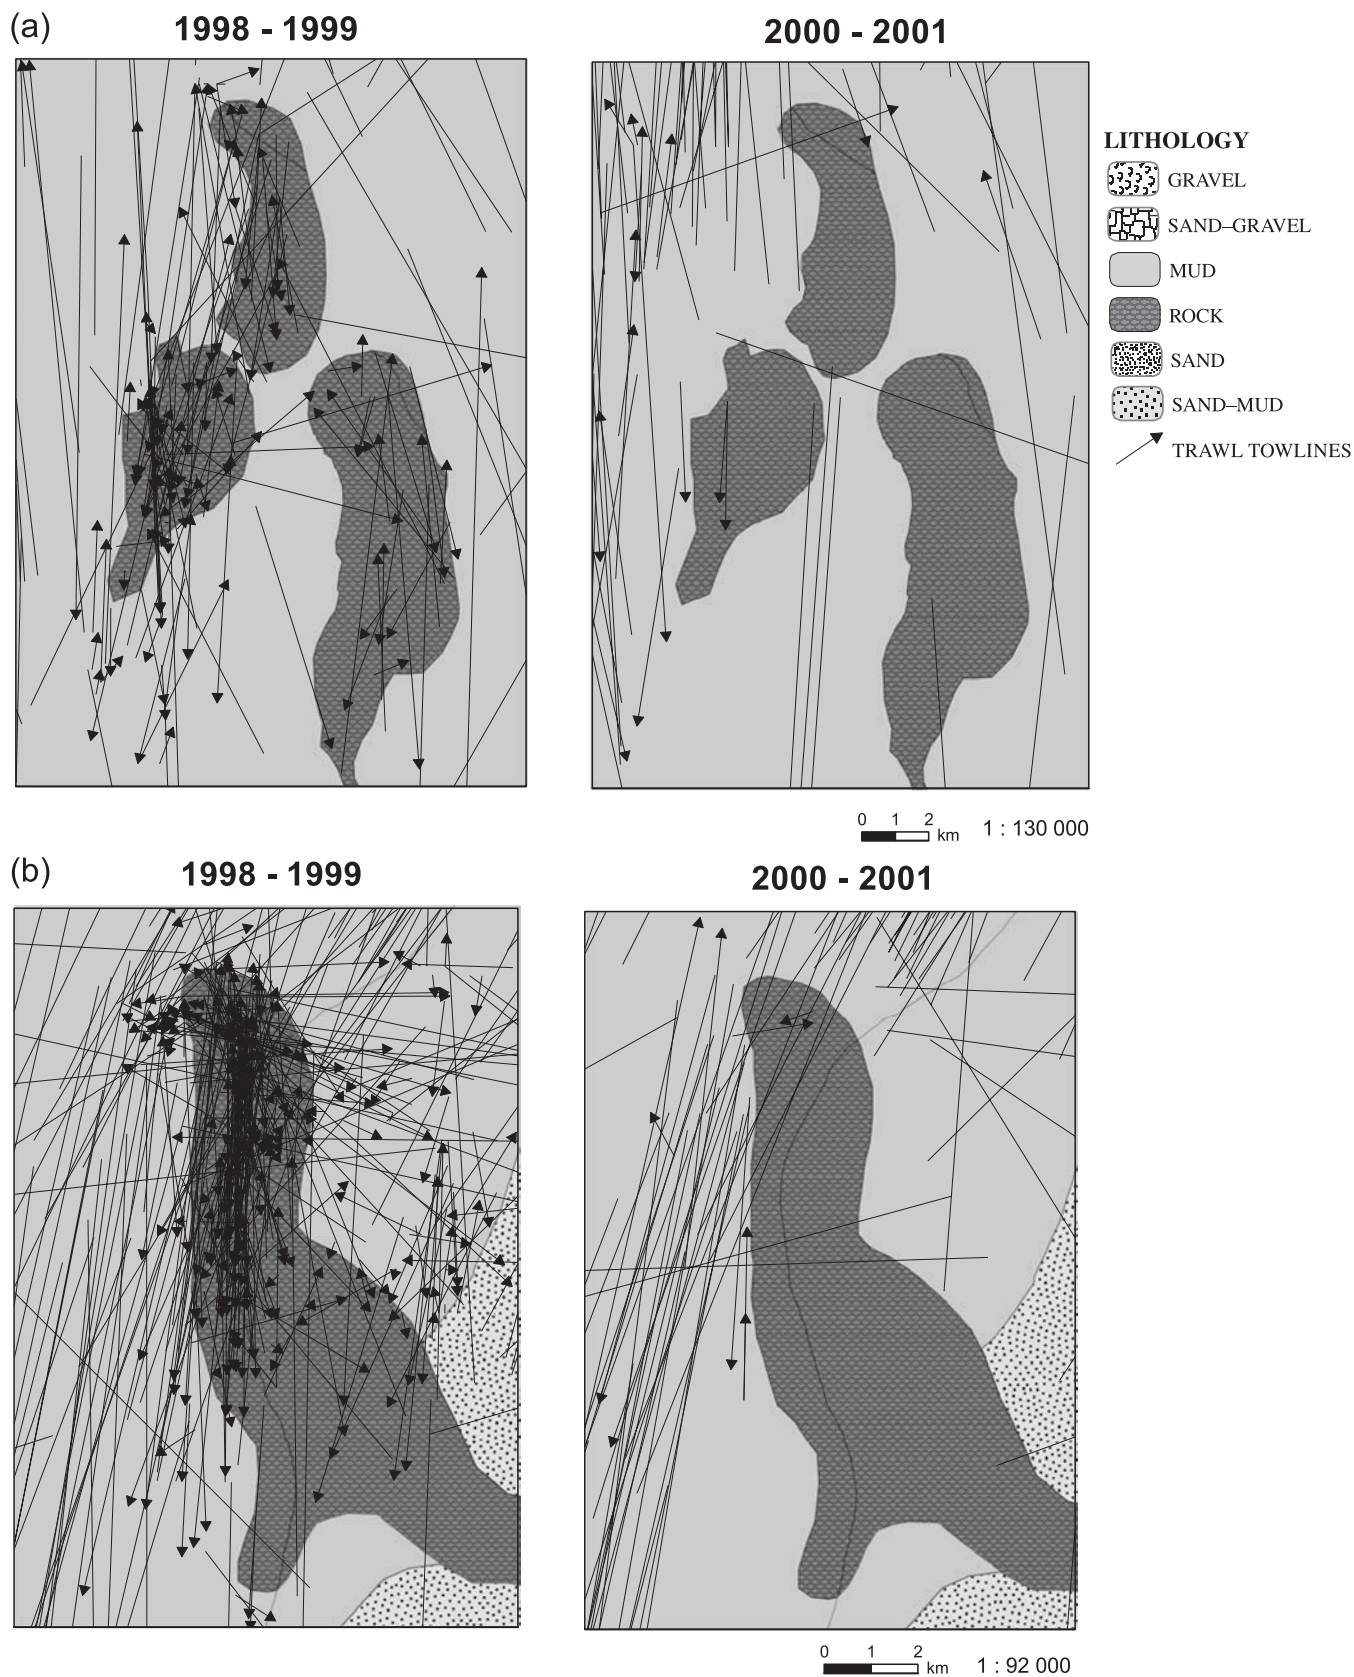 (a)
1998 - 1999
2000 - 2001
LITHOLOGY
GRAVEL
SAND–GRAVEL
MUD
ROCK
SAND
SAND–MUD
TRAWL TOWLINES
0 1 2
km
1 : 130 000
(b)
1998 - 1999
2000 - 2001
0 1 2
km
1 : 92 000